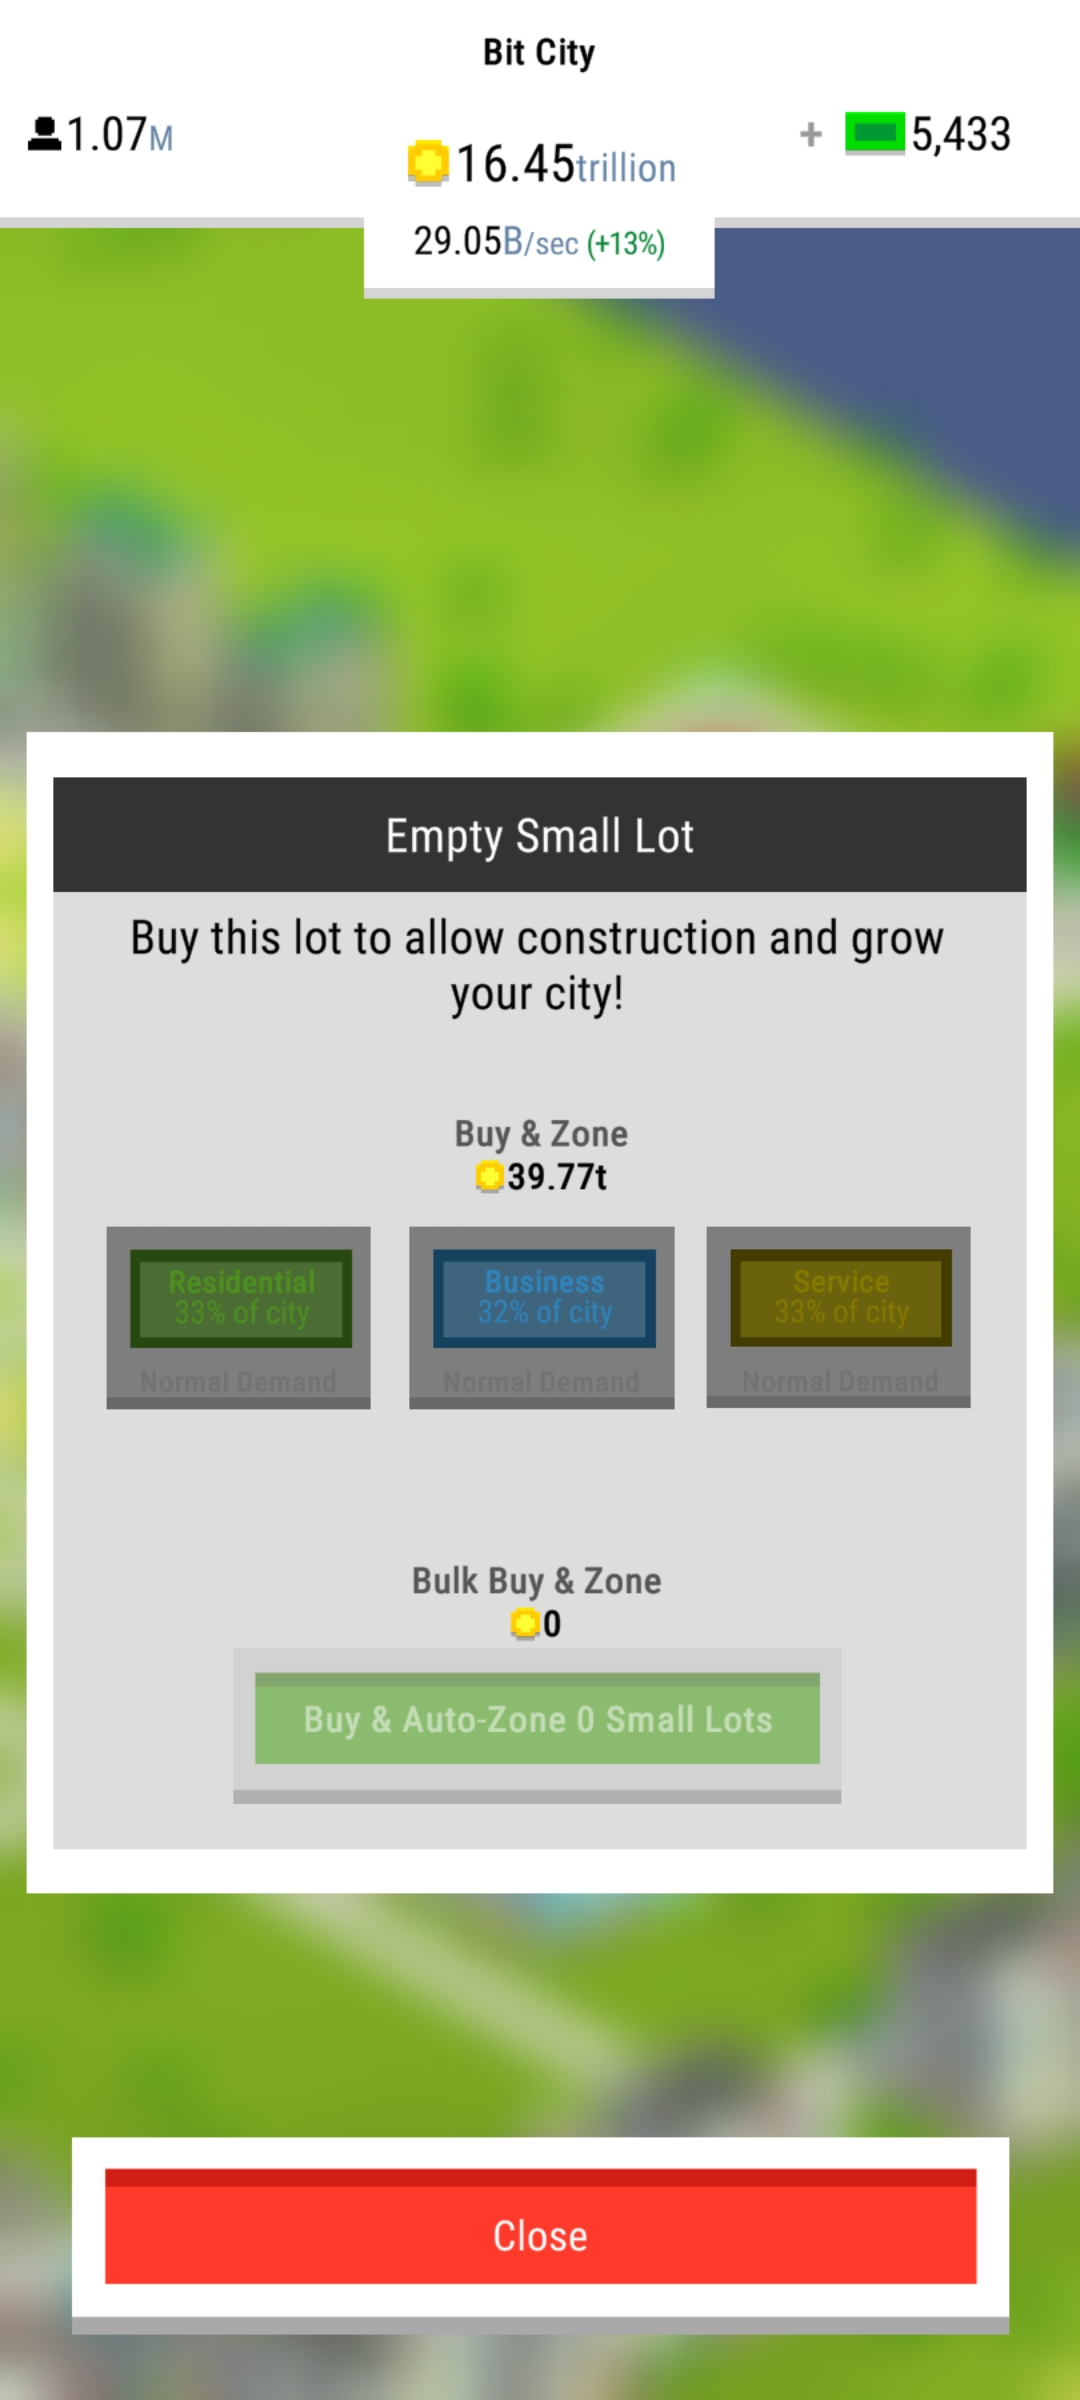 Bit City
1.07M
16.45trillion
+ 5,433
29.05B/sec (+13%)
Empty Small Lot
Buy this lot to allow construction and grow
your city!
Buy & Zone
39.77t
Residential
33% of city
Normal Demand
Business
32% of city
Normal Demand
Service
33% of city
Normal Demand
Bulk Buy & Zone
0
Buy & Auto-Zone 0 Small Lots
Close